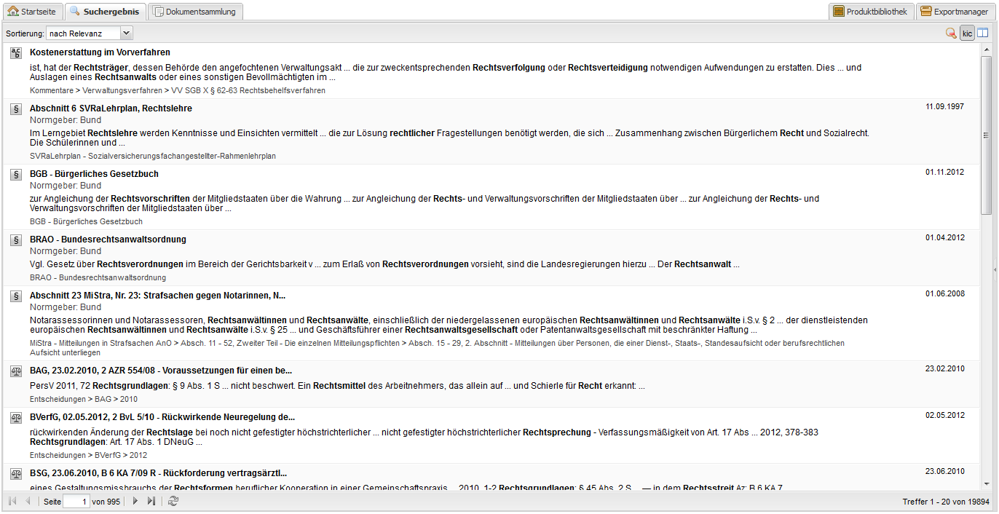 Startseite Suchergebnis Dokumentsammlung Produktbibliothek Exportmanager
Sortierung: nach Relevanz kic
a,c b Kostenerstattung im Vorverfahren
ist, hat der Rechtsträger, dessen Behörde den angefochtenen Verwaltungsakt ... die zur zweckentsprechenden Rechtsverfolgung oder Rechtsverteidigung notwendigen Aufwendungen zu erstatten. Dies ... und
Auslagen eines Rechtsanwalts oder eines sonstigen Bevollmächtigten im ...
Kommentare > Verwaltungsverfahren > VV SGB X § 62-63 Rechtsbehelfsverfahren
§ Abschnitt 6 SVRaLehrplan, Rechtslehre 11.09.1997
Normgeber: Bund
Im Lerngebiet Rechtslehre werden Kenntnisse und Einsichten vermittelt ... die zur Lösung rechtlicher Fragestellungen benötigt werden, die sich ... Zusammenhang zwischen Bürgerlichem Recht und Sozialrecht.
Die Schülerinnen und ...
SVRaLehrplan - Sozialversicherungsfachangestellter-Rahmenlehrplan
§ BGB - Bürgerliches Gesetzbuch 01.11.2012
Normgeber: Bund
zur Angleichung der Rechtsvorschriften der Mitgliedstaaten über die Wahrung ... zur Angleichung der Rechts- und Verwaltungsvorschriften der Mitgliedstaaten über ... zur Angleichung der Rechts- und
Verwaltungsvorschriften der Mitgliedstaaten über ...
BGB - Bürgerliches Gesetzbuch
§ BRAO - Bundesrechtsanwaltsordnung 01.04.2012
Normgeber: Bund
Vgl. Gesetz über Rechtsverordnungen im Bereich der Gerichtsbarkeit v ... zum Erlaß von Rechtsverordnungen vorsieht, sind die Landesregierungen hierzu ... Der Rechtsanwalt ...
BRAO - Bundesrechtsanwaltsordnung
§ Abschnitt 23 MiStra, Nr. 23: Strafsachen gegen Notarinnen, N... 01.06.2008
Normgeber: Bund
Notarassessorinnen und Notarassessoren, Rechtsanwältinnen und Rechtsanwälte, einschließlich der niedergelassenen europäischen Rechtsanwältinnen und Rechtsanwälte i.S.v. § 2 ... der dienstleistenden
europäischen Rechtsanwältinnen und Rechtsanwälte i.S.v. § 25 ... und Geschäftsführer einer Rechtsanwaltsgesellschaft oder Patentanwaltsgesellschaft mit beschränkter Haftung ...
MiStra - Mitteilungen in Strafsachen AnO > Absch. 11 - 52, Zweiter Teil - Die einzelnen Mitteilungspflichten > Absch. 15 - 29, 2. Abschnitt - Mitteilungen über Personen, die einer Dienst-, Staats-, Standesaufsicht oder berufsrechtlichen
Aufsicht unterliegen
BAG, 23.02.2010, 2 AZR 554/08 - Voraussetzungen für einen be... 23.02.2010
PersV 2011, 72 Rechtsgrundlagen: § 9 Abs. 1 S ... nicht beschwert. Ein Rechtsmittel des Arbeitnehmers, das allein auf ... und Schierle für Recht erkannt: ...
Entscheidungen > BAG > 2010
BVerfG, 02.05.2012, 2 BvL 5/10 - Rückwirkende Neuregelung de... 02.05.2012
rückwirkenden Änderung der Rechtslage bei noch nicht gefestigter höchstrichterlicher ... nicht gefestigter höchstrichterlicher Rechtsprechung - Verfassungsmäßigkeit von Art. 17 Abs ... 2012, 378-383
Rechtsgrundlagen: Art. 17 Abs. 1 DNeuG ...
Entscheidungen > BVerfG > 2012
BSG, 23.06.2010, B 6 KA 7/09 R - Rückforderung vertragsärztl... 23.06.2010
eines Gestaltungsmissbrauchs der Rechtsformen beruflicher Kooperation in einer Gemeinschaftspraxis ... 2010, 1-2 Rechtsgrundlagen: § 45 Abs. 2 S ... — in dem Rechtsstreit Az: B 6 KA 7
Seite 1 von 995 Treffer 1 - 20 von 19894